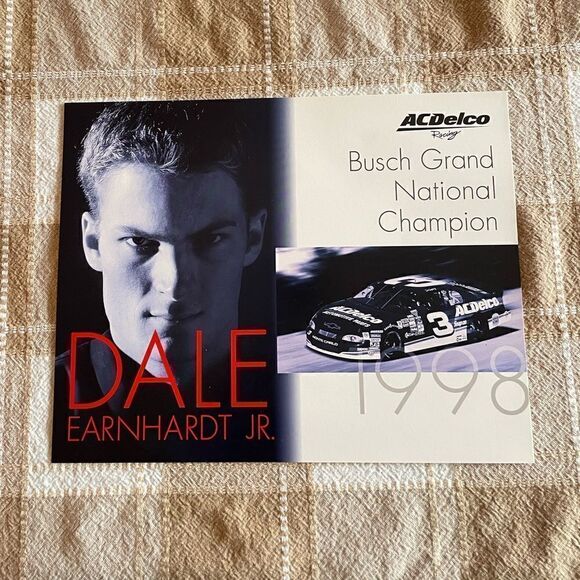 ACDelco
Racing
Busch Grand
National
Champion
ACDelco
3
DALE
EARNHARDT JR.
1998